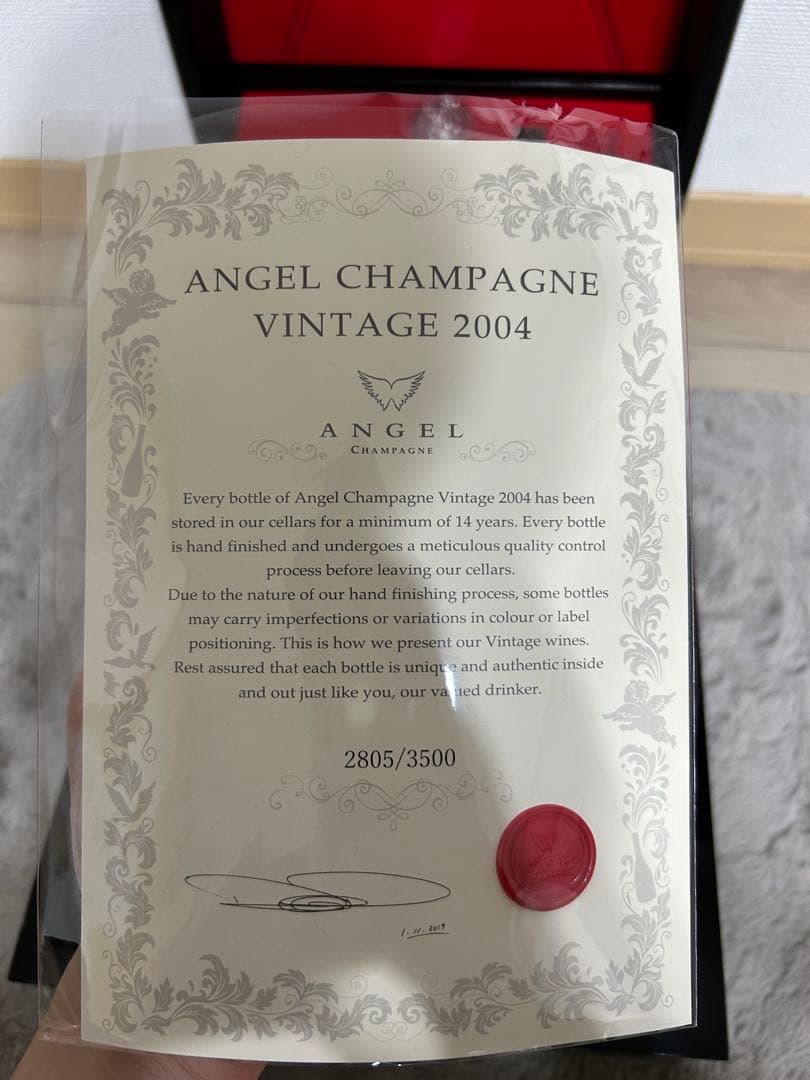 ANGEL CHAMPAGNE
VINTAGE 2004
ANGEL
CHAMPAGNE
Every bottle of Angel Champagne Vintage 2004 has been
stored in our cellars for a minimum of 14 years. Every bottle
is hand finished and undergoes a meticulous quality control
process before leaving our cellars.
Due to the nature of our hand finishing process, some bottles
may carry imperfections or variations in colour or label
positioning. This is how we present our Vintage wines.
Rest assured that each bottle is unique and authentic inside
and out just like you, our valued drinker.
2805/3500
1.11.2019